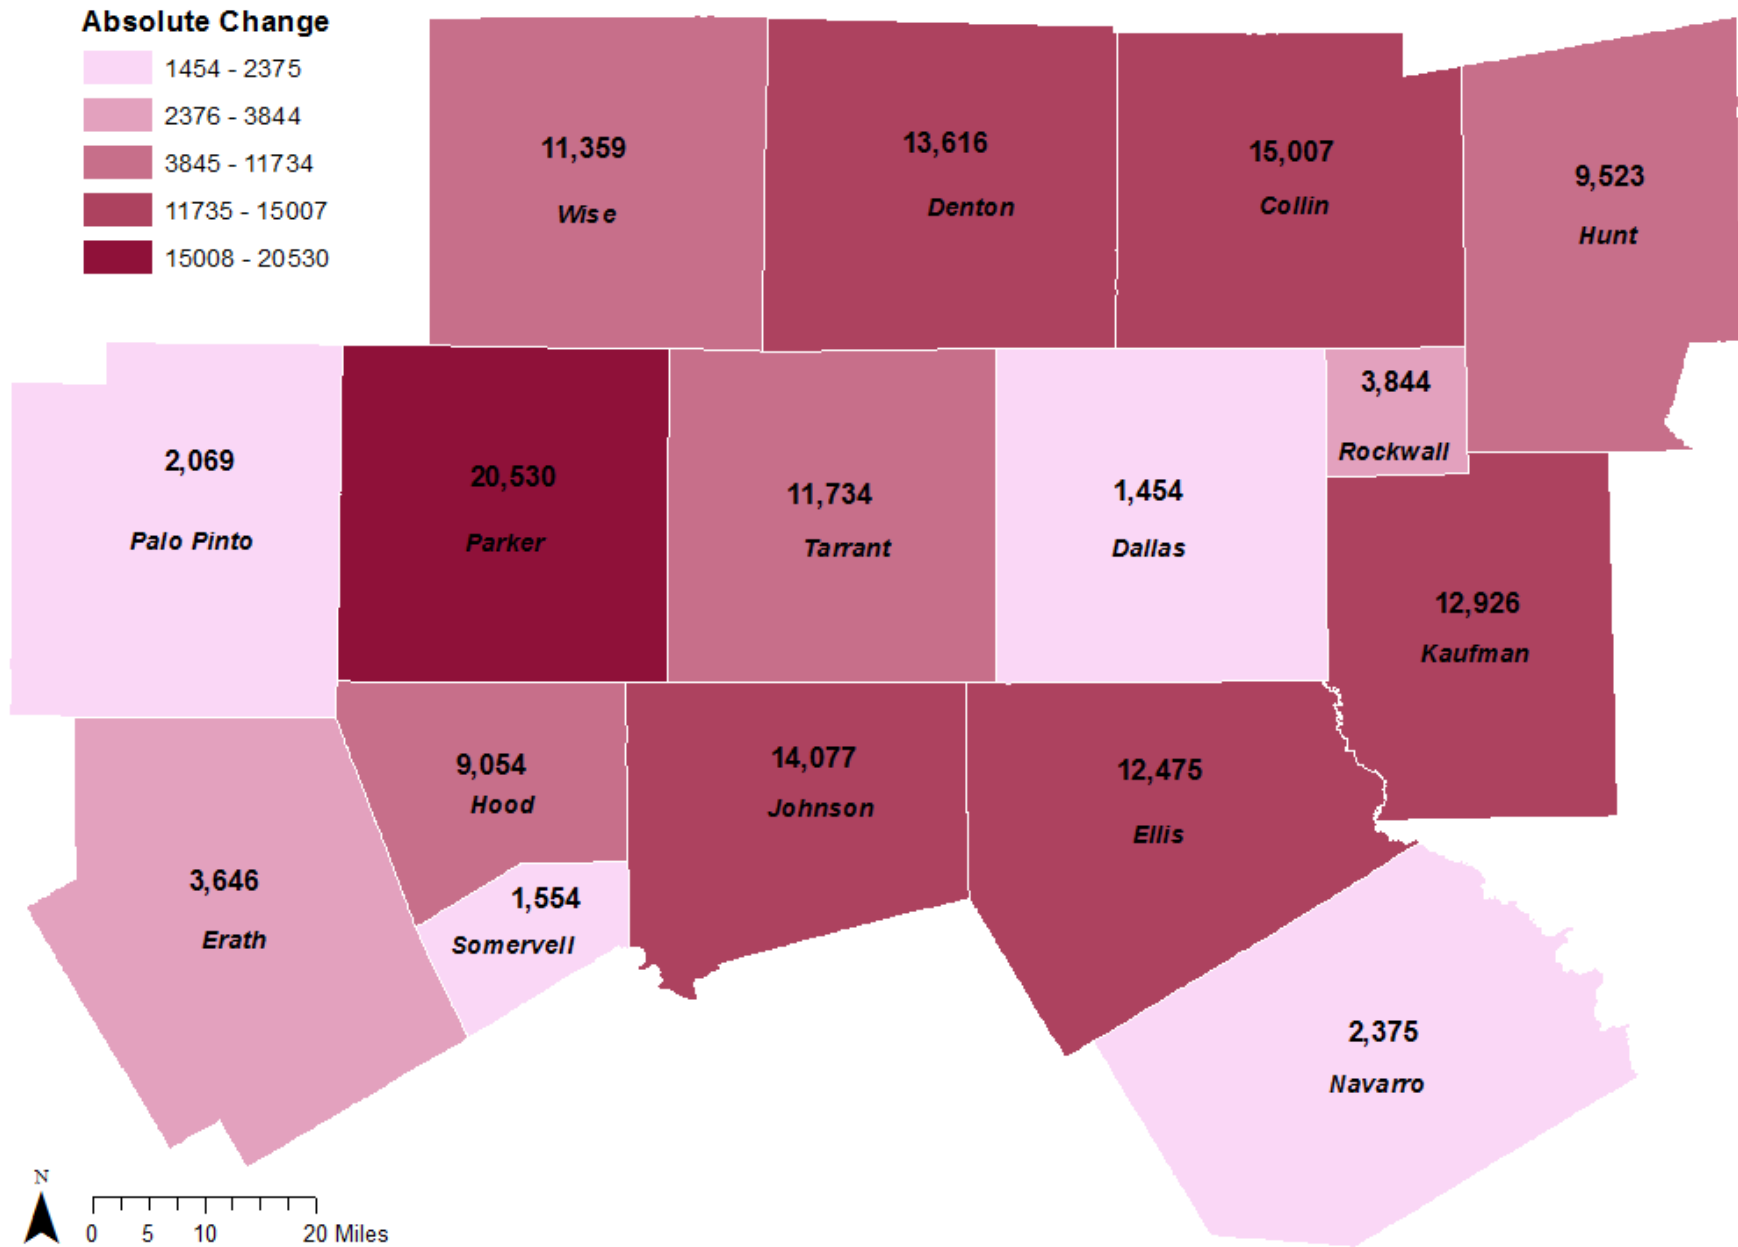 Absolute Change
1454 - 2375
2376 - 3844
3845 - 11734
11735 - 15007
15008 - 20530
11,359
Wise
13,616
Denton
15,007
Collin
9,523
Hunt
2,069
Palo Pinto
20,530
Parker
11,734
Tarrant
1,454
Dallas
3,844
Rockwall
12,926
Kaufman
9,054
Hood
14,077
Johnson
12,475
Ellis
3,646
Erath
1,554
Somervell
2,375
Navarro
N
0 5 10 20 Miles